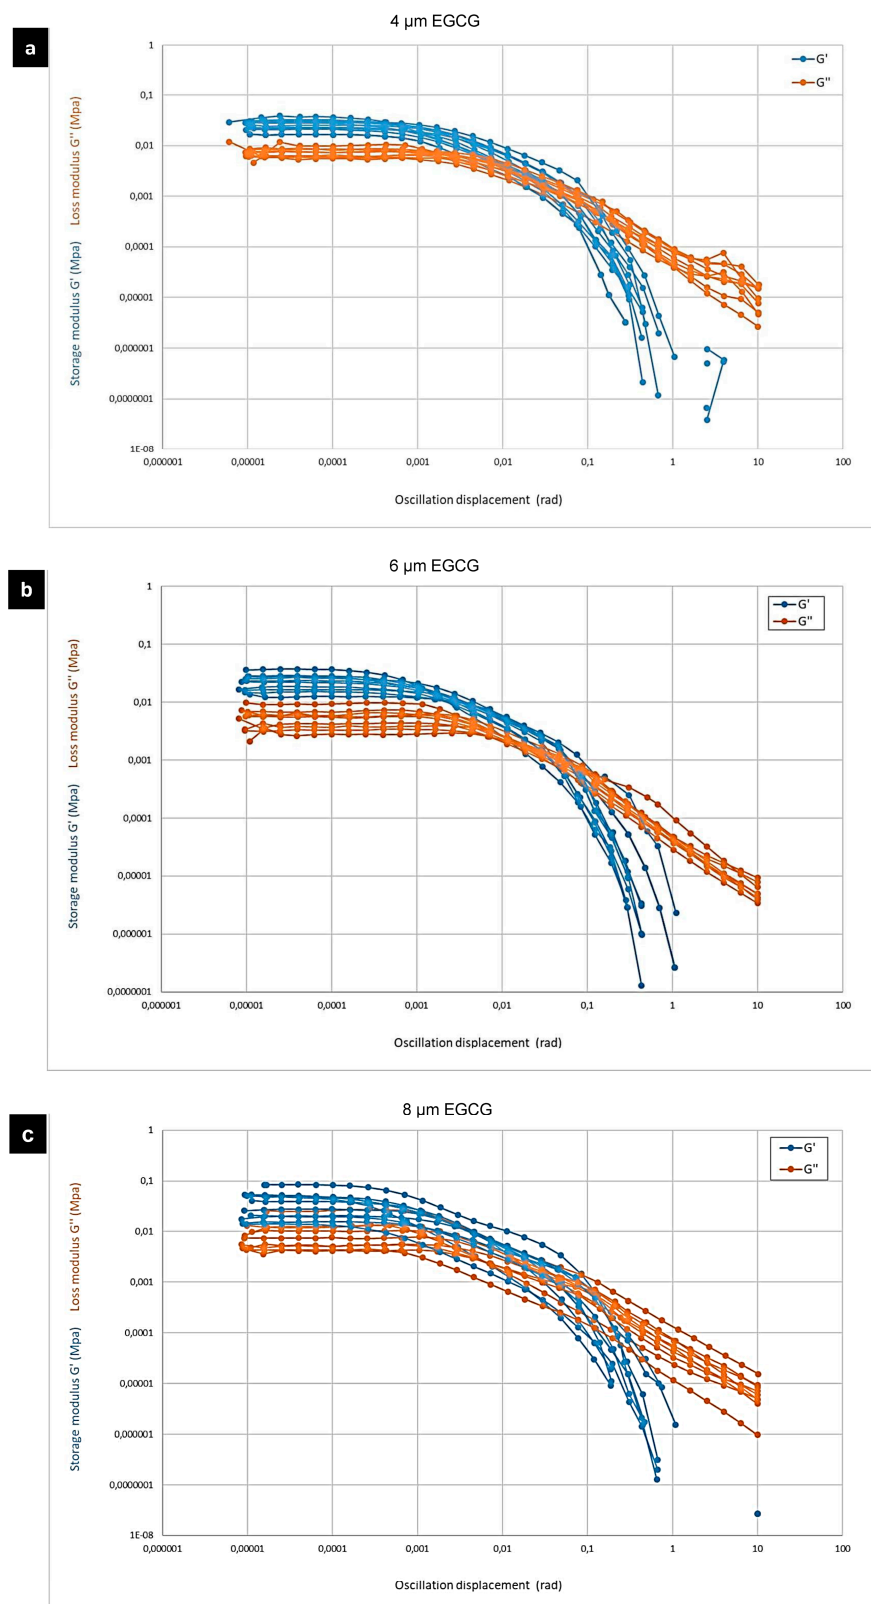 4 µm EGCG
a
G'
G''
Storage modulus G' (Mpa) Loss modulus G'' (Mpa)
1
0,1
0,01
0,001
0,0001
0,00001
0,000001
0,0000001
1E-08
0,000001 0,00001 0,0001 0,001 0,01 0,1 1 10 100
Oscillation displacement (rad)
6 µm EGCG
b
G'
G''
Storage modulus G' (Mpa) Loss modulus G'' (Mpa)
1
0,1
0,01
0,001
0,0001
0,00001
0,000001
0,0000001
0,000001 0,00001 0,0001 0,001 0,01 0,1 1 10 100
Oscillation displacement (rad)
8 µm EGCG
c
G'
G''
Storage modulus G' (Mpa) Loss modulus G'' (Mpa)
1
0,1
0,01
0,001
0,0001
0,00001
0,000001
0,0000001
1E-08
0,000001 0,00001 0,0001 0,001 0,01 0,1 1 10 100
Oscillation displacement (rad)